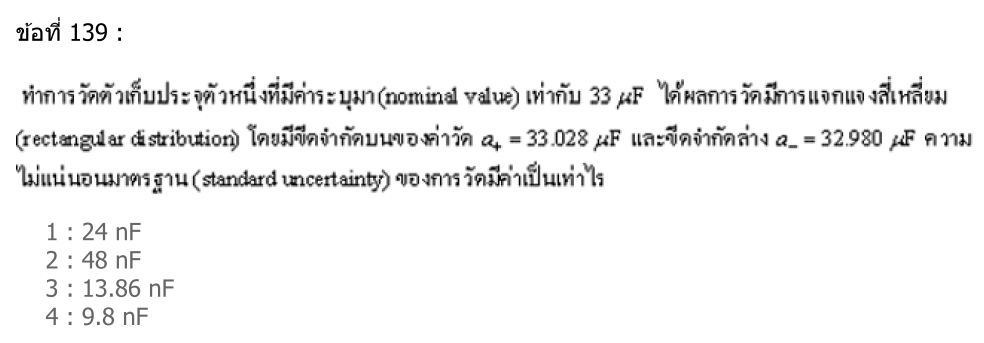 ข้อที่ 139 :
ทำการวัดตัวเก็บประจุตัวหนึ่งที่มีค่าระบุมา (nominal value) เท่ากับ 33 μF ได้ผลการวัดมีการแจกแจงสี่เหลี่ยม
(rectangular distribution) โดยมีขีดจำกัดบนของค่าวัด a₊ = 33.028 μF และขีดจำกัดล่าง a₋ = 32.980 μF ความ
ไม่แน่นอนมาตรฐาน (standard uncertainty) ของการวัดมีค่าเป็นเท่าไร
1 : 24 nF
2 : 48 nF
3 : 13.86 nF
4 : 9.8 nF